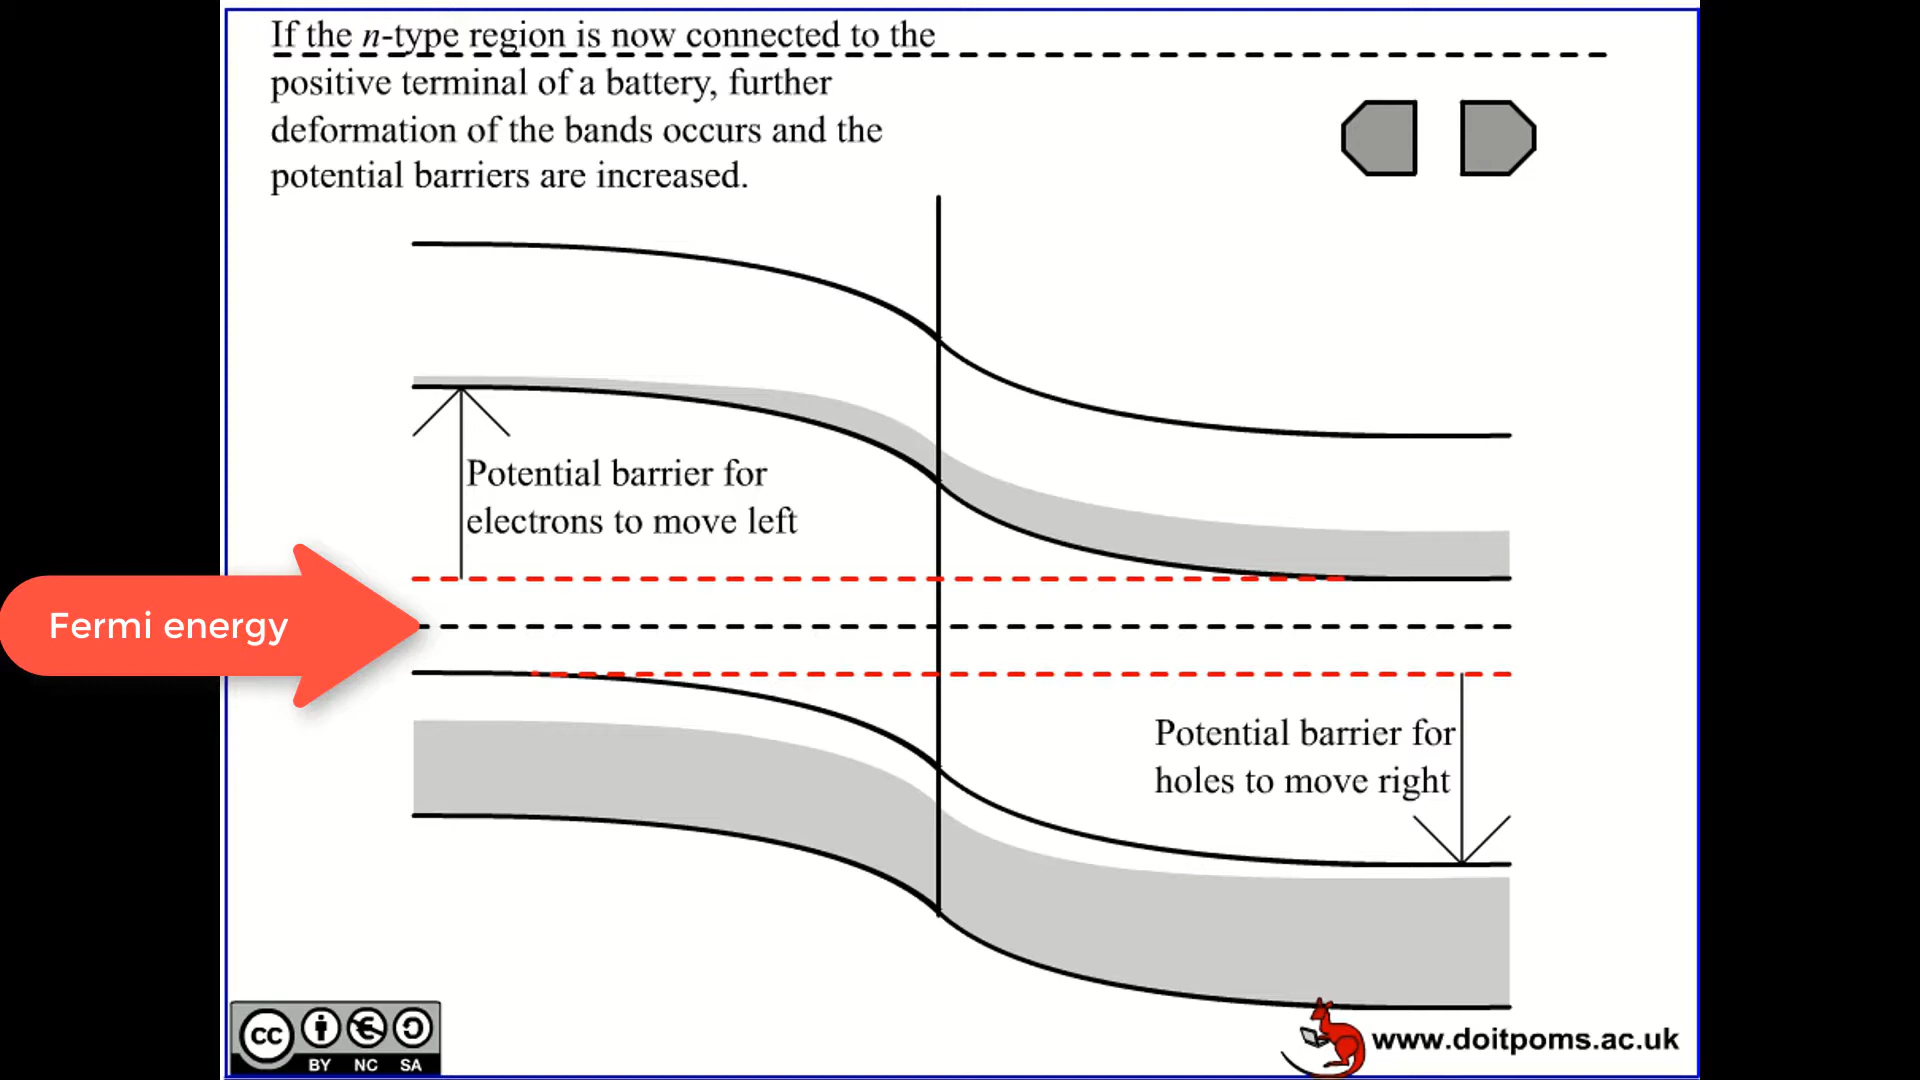 If the n-type region is now connected to the
positive terminal of a battery, further
deformation of the bands occurs and the
potential barriers are increased.
Potential barrier for
electrons to move left
Fermi energy
Potential barrier for
holes to move right
cc
BY NC SA
www.doitpoms.ac.uk